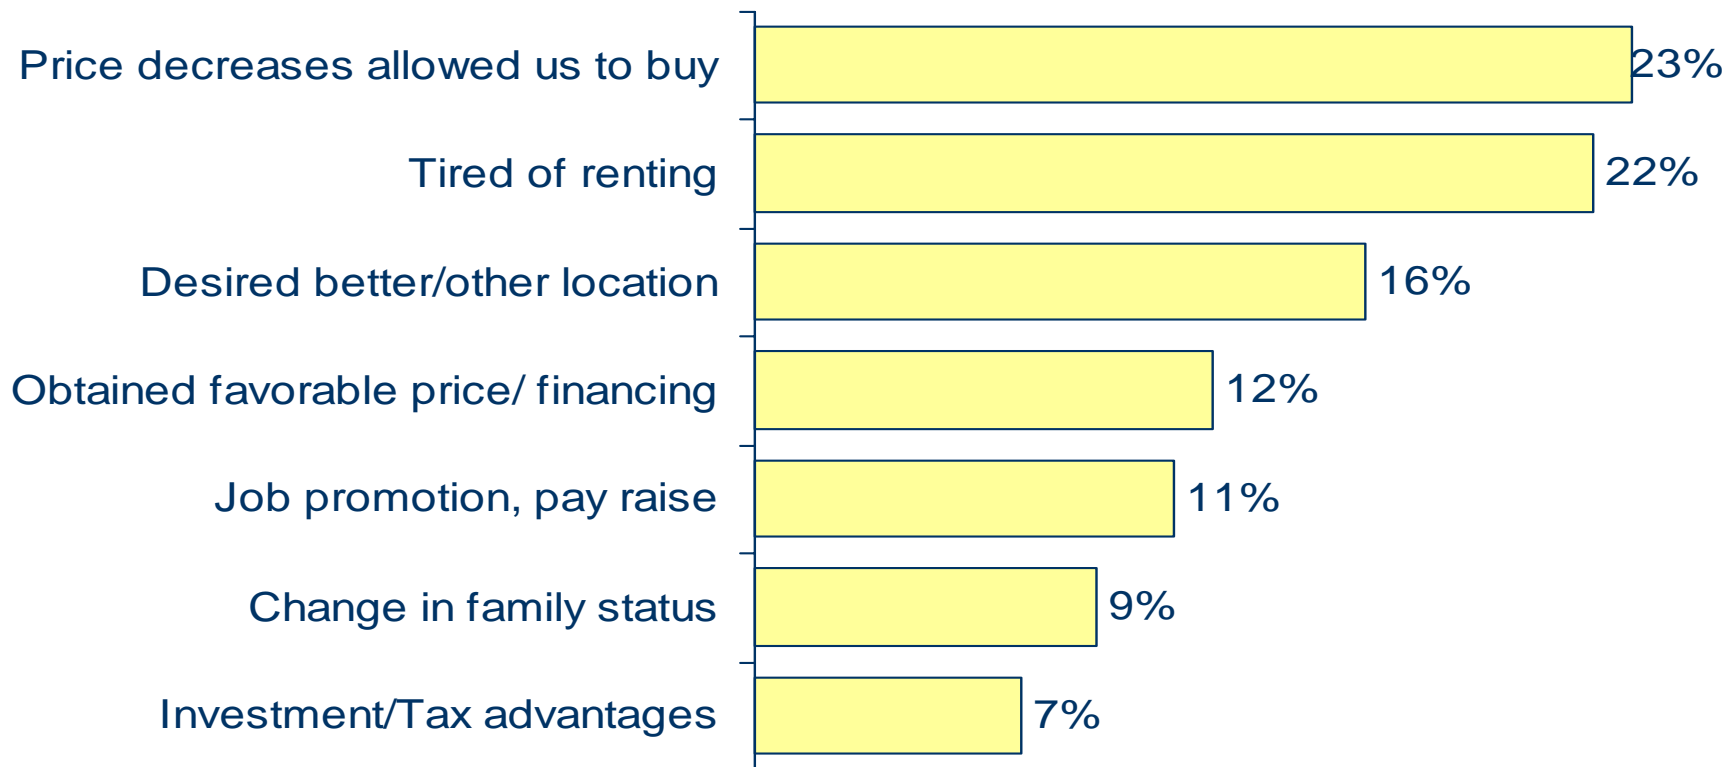 Price decreases allowed us to buy 23%
Tired of renting 22%
Desired better/other location 16%
Obtained favorable price/ financing 12%
Job promotion, pay raise 11%
Change in family status 9%
Investment/Tax advantages 7%